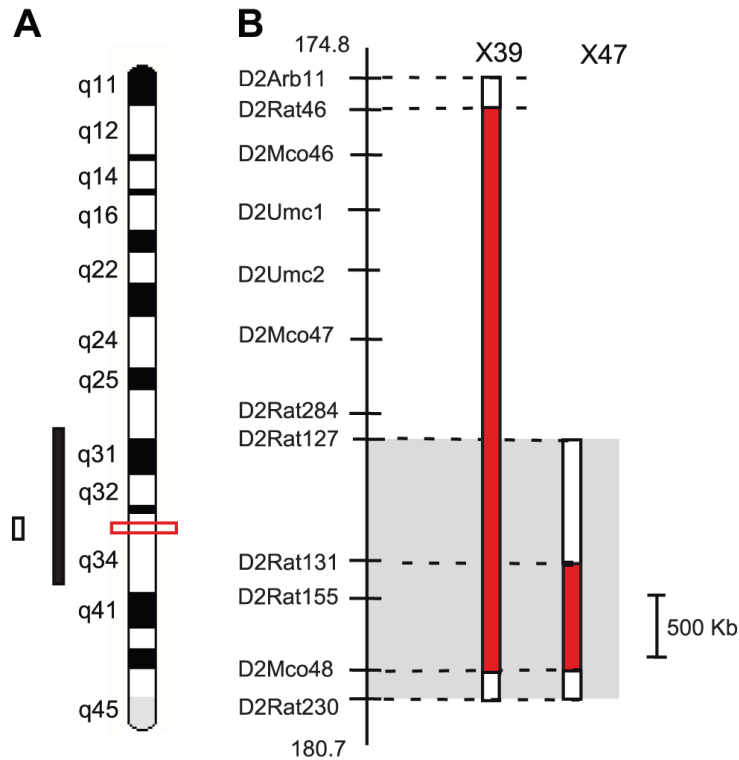 A
q11
q12
q14
q16
q22
q24
q25
q31
q32
q34
q41
q45
B
174.8
X39
X47
D2Arb11
D2Rat46
D2Mco46
D2Umc1
D2Umc2
D2Mco47
D2Rat284
D2Rat127
D2Rat131
D2Rat155
D2Mco48
D2Rat230
180.7
500 Kb